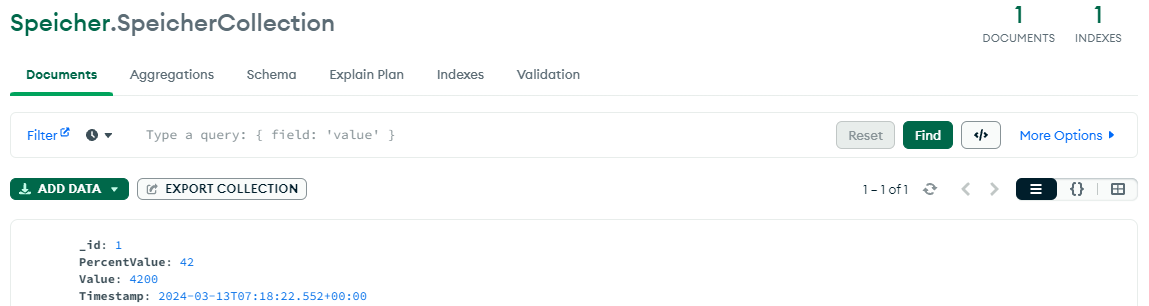 Speicher.SpeicherCollection
1 1
DOCUMENTS INDEXES
Documents Aggregations Schema Explain Plan Indexes Validation
Filter Type a query: { field: 'value' } Reset Find </> More Options
ADD DATA EXPORT COLLECTION 1 – 1 of 1 {}
_id: 1
PercentValue: 42
Value: 4200
Timestamp: 2024-03-13T07:18:22.552+00:00